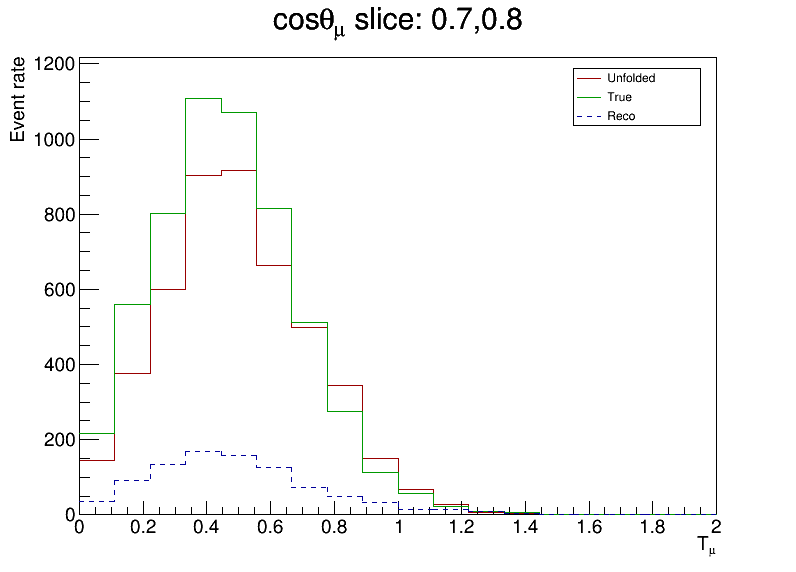 cosθμ slice: 0.7,0.8
Event rate
1200
1000
800
600
400
200
0
Unfolded
True
Reco
0 0.2 0.4 0.6 0.8 1 1.2 1.4 1.6 1.8 2
Tμ